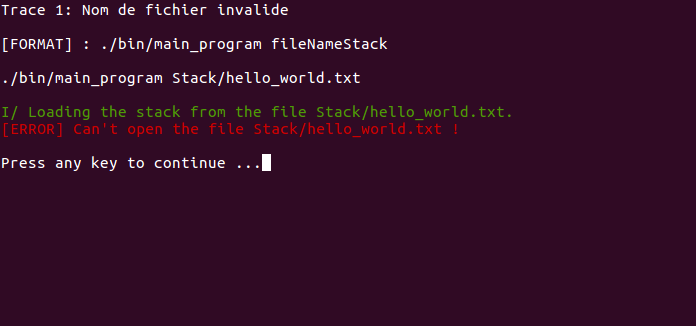 Trace 1: Nom de fichier invalide
[FORMAT] : ./bin/main_program fileNameStack
./bin/main_program Stack/hello_world.txt
I/ Loading the stack from the file Stack/hello_world.txt.
[ERROR] Can't open the file Stack/hello_world.txt !
Press any key to continue ...